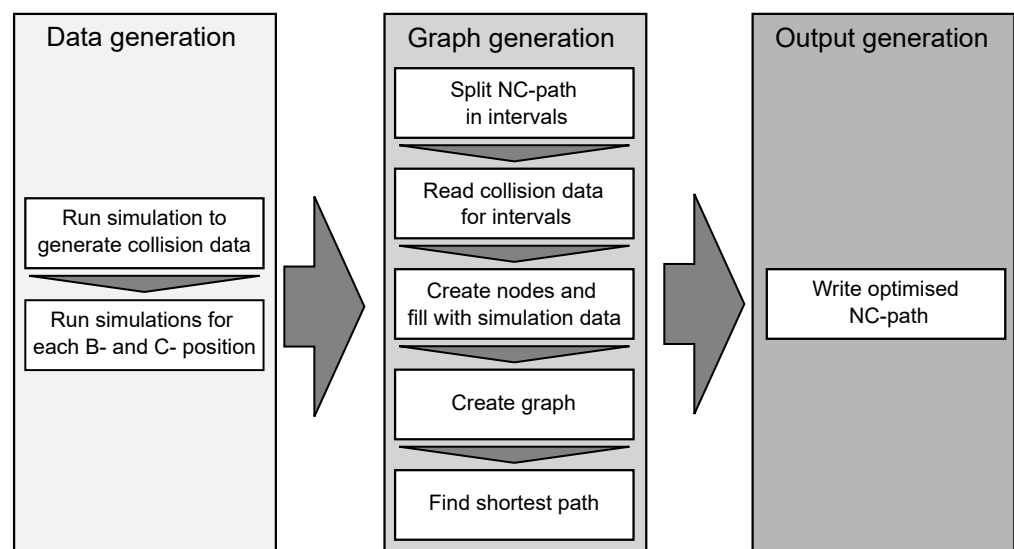 Data generation
Run simulation to
generate collision data
Run simulations for
each B- and C- position
Graph generation
Split NC-path
in intervals
Read collision data
for intervals
Create nodes and
fill with simulation data
Create graph
Find shortest path
Output generation
Write optimised
NC-path